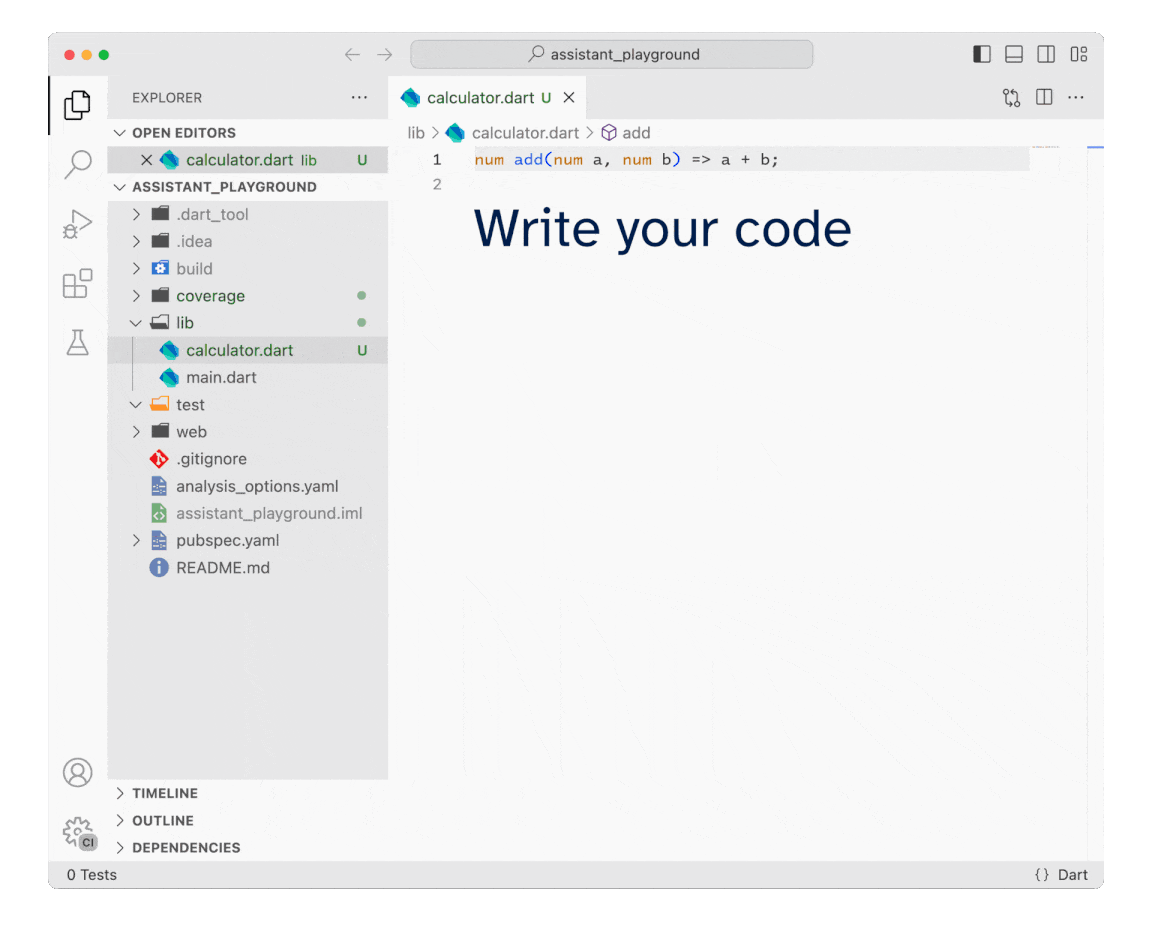 assistant_playground
EXPLORER
OPEN EDITORS
calculator.dart lib U
ASSISTANT_PLAYGROUND
.dart_tool
.idea
build
coverage
lib
calculator.dart U
main.dart
test
web
.gitignore
analysis_options.yaml
assistant_playground.iml
pubspec.yaml
README.md
TIMELINE
OUTLINE
DEPENDENCIES
CI
calculator.dart U
lib > calculator.dart > add
1 num add(num a, num b) => a + b;
2
Write your code
0 Tests
{} Dart